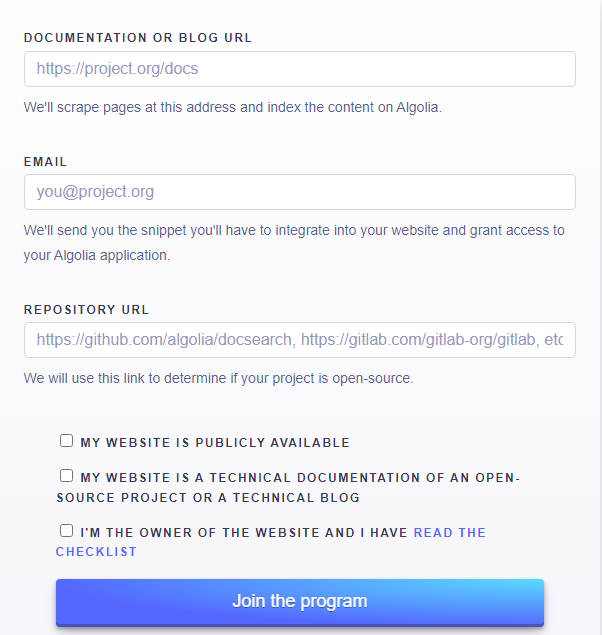 DOCUMENTATION OR BLOG URL
https://project.org/docs
We'll scrape pages at this address and index the content on Algolia.
EMAIL
you@project.org
We'll send you the snippet you'll have to integrate into your website and grant access to
your Algolia application.
REPOSITORY URL
https://github.com/algolia/docsearch, https://gitlab.com/gitlab-org/gitlab, etc
We will use this link to determine if your project is open-source.
MY WEBSITE IS PUBLICLY AVAILABLE
MY WEBSITE IS A TECHNICAL DOCUMENTATION OF AN OPEN-
SOURCE PROJECT OR A TECHNICAL BLOG
I'M THE OWNER OF THE WEBSITE AND I HAVE READ THE
CHECKLIST
Join the program